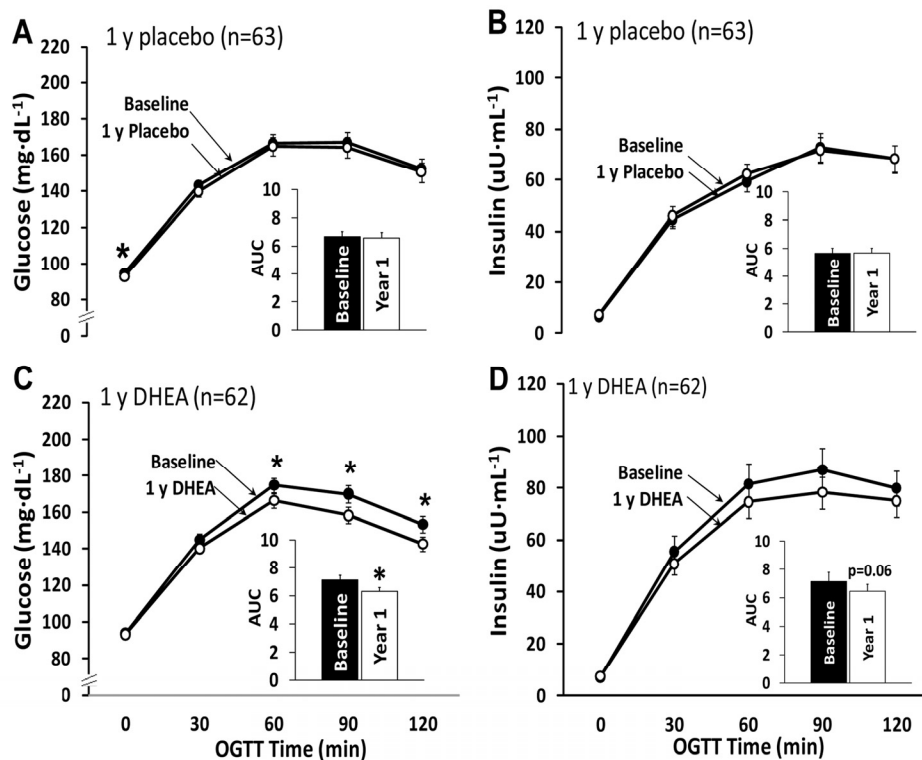 A
1 y placebo (n=63)
220
200
180
160
140
120
100
80
0
Glucose (mg·dL-1)
Baseline
1 y Placebo
*
10
8
6
4
2
0
AUC
Baseline
Year 1
B
1 y placebo (n=63)
120
100
80
60
40
20
0
Insulin (uU·mL-1)
Baseline
1 y Placebo
10
8
6
4
2
0
AUC
Baseline
Year 1
C
1 y DHEA (n=62)
220
200
180
160
140
120
100
80
0
Glucose (mg·dL-1)
Baseline
1 y DHEA
* * *
10
8
6
4
2
0
AUC
Baseline
Year 1
*
0 30 60 90 120
OGTT Time (min)
D
1 y DHEA (n=62)
120
100
80
60
40
20
0
Insulin (uU·mL-1)
Baseline
1 y DHEA
10
8
6
4
2
0
AUC
p=0.06
Baseline
Year 1
0 30 60 90 120
OGTT Time (min)